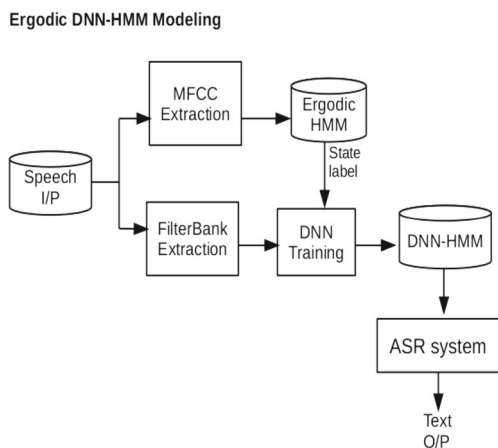 Ergodic DNN-HMM Modeling
MFCC
Extraction
Ergodic
HMM
Speech
I/P
State
label
FilterBank
Extraction
DNN
Training
DNN-HMM
ASR system
Text
O/P